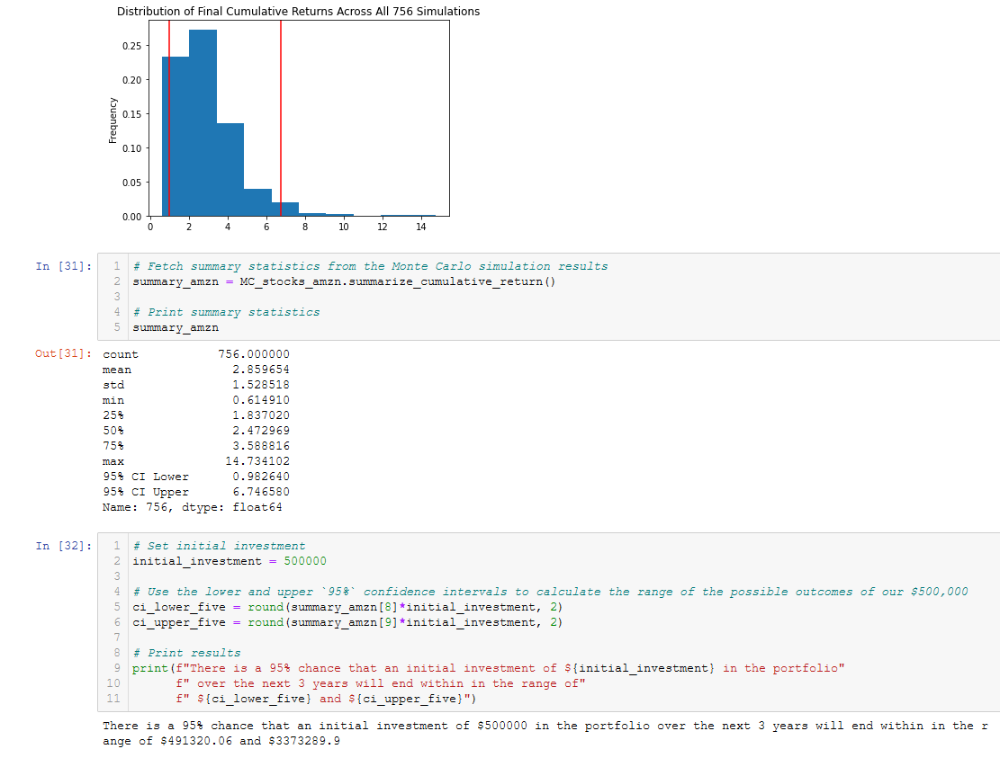 Distribution of Final Cumulative Returns Across All 756 Simulations
0.25
0.20
0.15
0.10
0.05
0.00
Frequency
0 2 4 6 8 10 12 14
In [31]:
1 # Fetch summary statistics from the Monte Carlo simulation results
2 summary_amzn = MC_stocks_amzn.summarize_cumulative_return()
3
4 # Print summary statistics
5 summary_amzn
Out[31]:
count 756.000000
mean 2.859654
std 1.528518
min 0.614910
25% 1.837020
50% 2.472969
75% 3.588816
max 14.734102
95% CI Lower 0.982640
95% CI Upper 6.746580
Name: 756, dtype: float64
In [32]:
1 # Set initial investment
2 initial_investment = 500000
3
4 # Use the lover and upper `95%` confidence intervals to calculate the range of the possible outcomes of our $500,000
5 ci_lower_five = round(summary_amzn[8]*initial_investment, 2)
6 ci_upper_five = round(summary_amzn[9]*initial_investment, 2)
7
8 # Print results
9 print(f"There is a 95% chance that an initial investment of ${initial_investment} in the portfolio"
10 f" over the next 3 years will end within in the range of"
11 f" ${ci_lower_five} and ${ci_upper_five}")
There is a 95% chance that an initial investment of $500000 in the portfolio over the next 3 years will end within in the r
ange of $491320.06 and $3373289.9